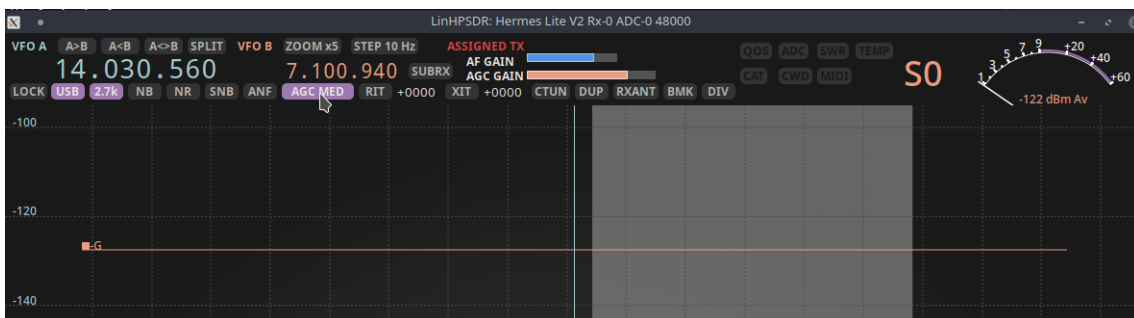 LinHPSDR: Hermes Lite V2 Rx-0 ADC-0 48000
VFO A A>B A<B A<>B SPLIT VFO B ZOOM x5 STEP 10 Hz ASSIGNED TX
14.030.560 7.100.940 SUBRX
AF GAIN
AGC GAIN
QOS ADC SWR TEMP
CAT CWD MIDI
S0
1 3 5 7 9 +20 +40 +60
-122 dBm Av
LOCK USB 2.7k NB NR SNB ANF AGC MED RIT +0000 XIT +0000 CTUN DUP RXANT BMK DIV
-100
-120
-G
-140